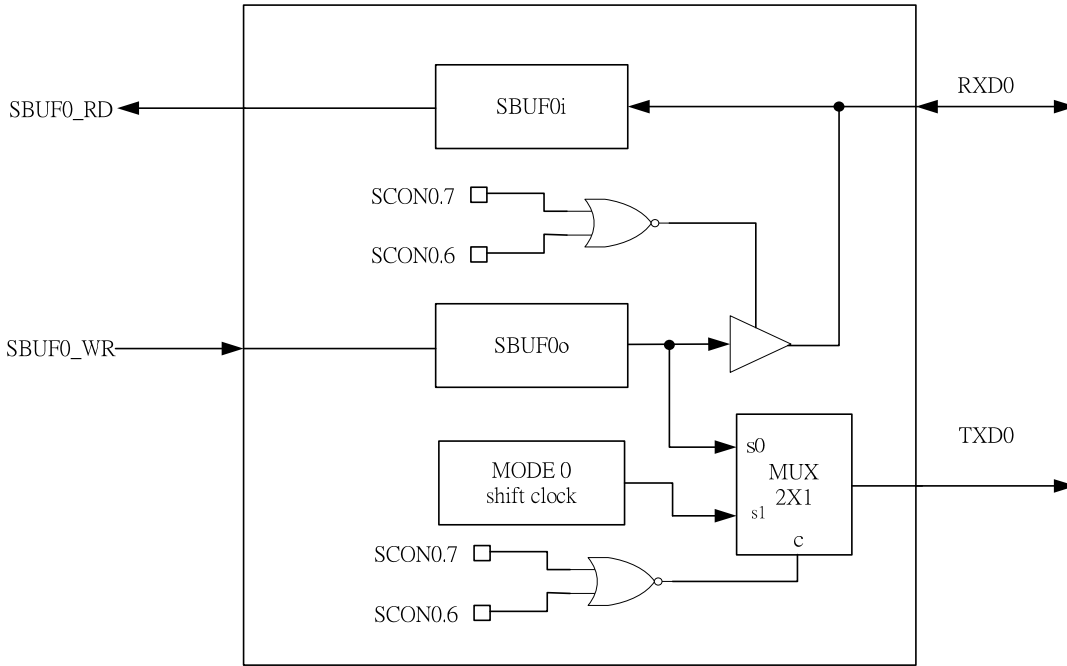 SBUF0_RD
SBUF0i
RXD0
SCON0.7
SCON0.6
SBUF0_WR
SBUF0o
TXD0
s0
MUX
2X1
s1
c
MODE 0
shift clock
SCON0.7
SCON0.6